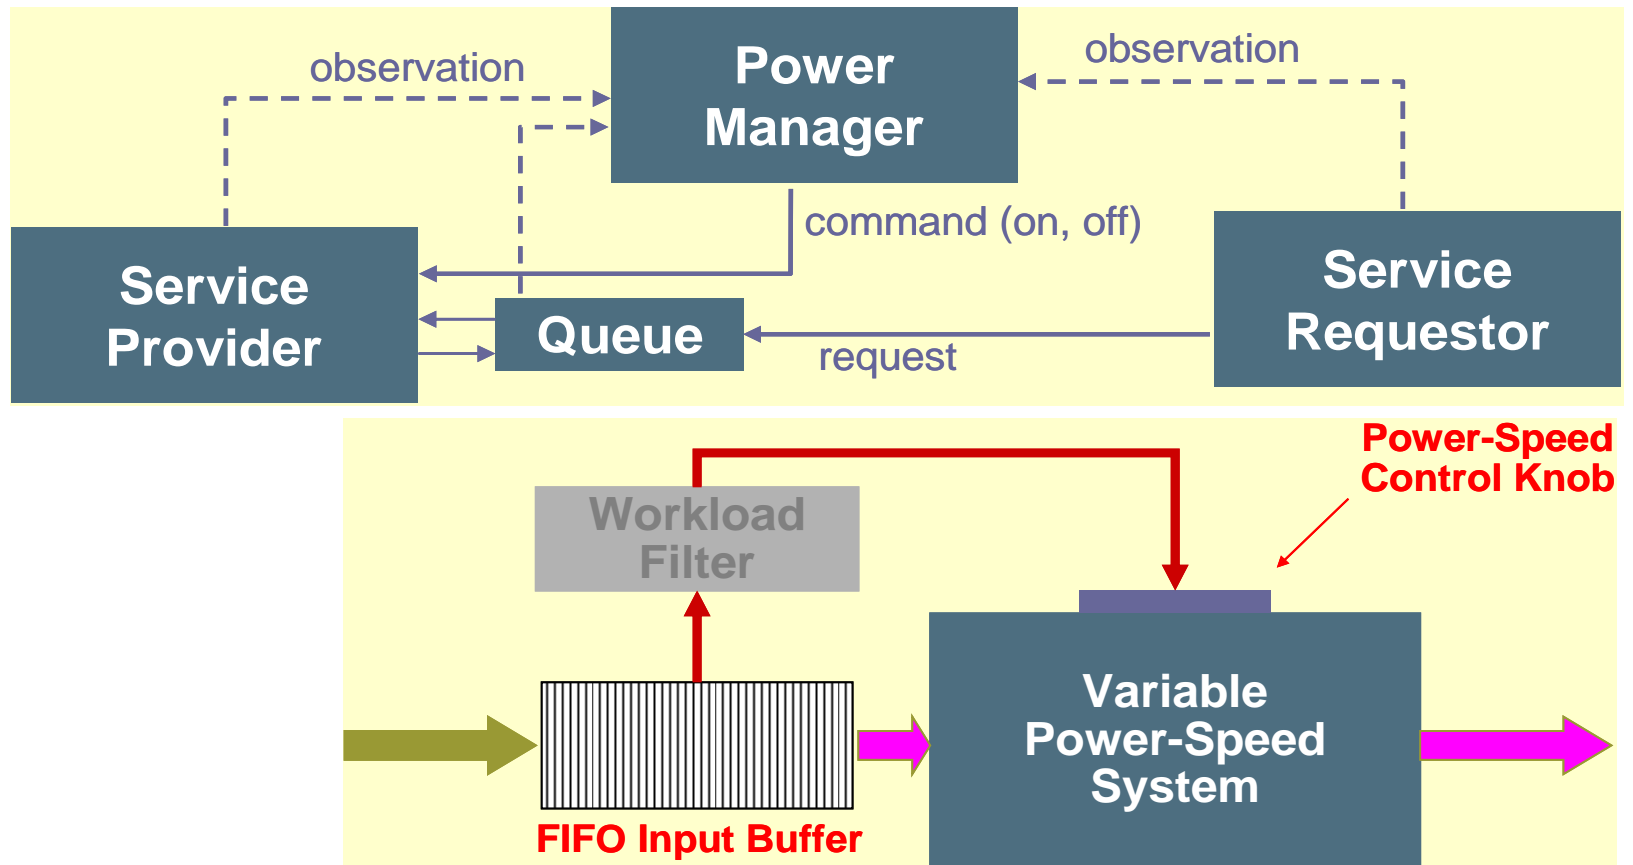 observation
Power
Manager
observation
command (on, off)
Service
Provider
Queue
request
Service
Requestor
Power-Speed
Control Knob
Workload
Filter
Variable
Power-Speed
System
FIFO Input Buffer